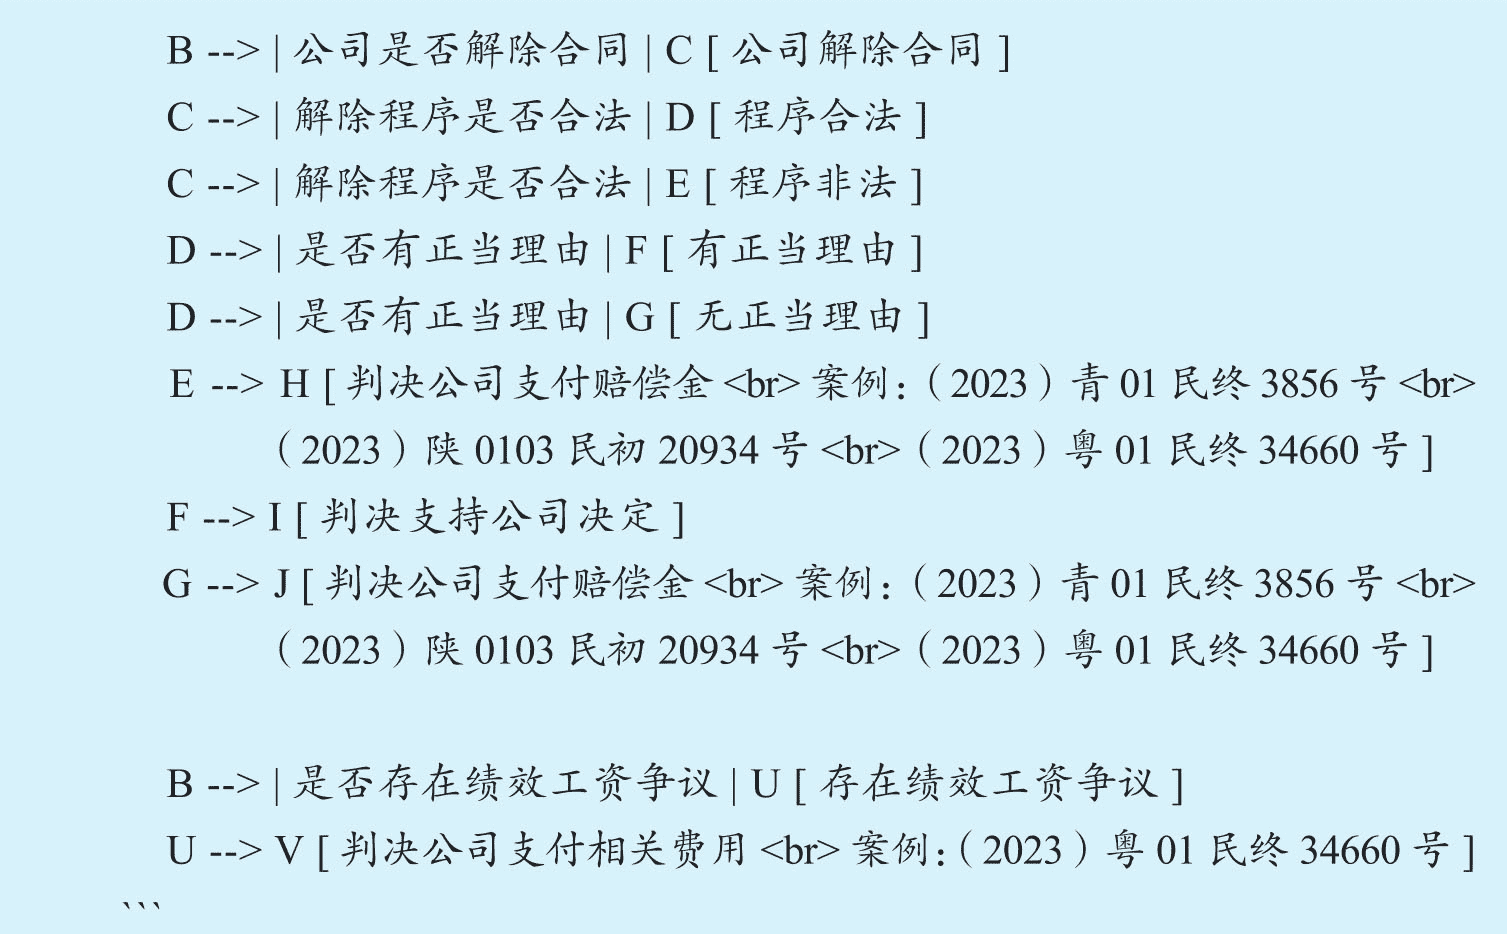 B --> | 公司是否解除合同 | C [ 公司解除合同 ]
C --> | 解除程序是否合法 | D [ 程序合法 ]
C --> | 解除程序是否合法 | E [ 程序非法 ]
D --> | 是否有正当理由 | F [ 有正当理由 ]
D --> | 是否有正当理由 | G [ 无正当理由 ]
E --> H [ 判决公司支付赔偿金 <br> 案例：（2023）青 01 民终 3856 号 <br>
（2023）陕 0103 民初 20934 号 <br>（2023）粤 01 民终 34660 号 ]
F --> I [ 判决支持公司决定 ]
G --> J [ 判决公司支付赔偿金 <br> 案例：（2023）青 01 民终 3856 号 <br>
（2023）陕 0103 民初 20934 号 <br>（2023）粤 01 民终 34660 号 ]
B --> | 是否存在绩效工资争议 | U [ 存在绩效工资争议 ]
U --> V [ 判决公司支付相关费用 <br> 案例：（2023）粤 01 民终 34660 号 ]
```